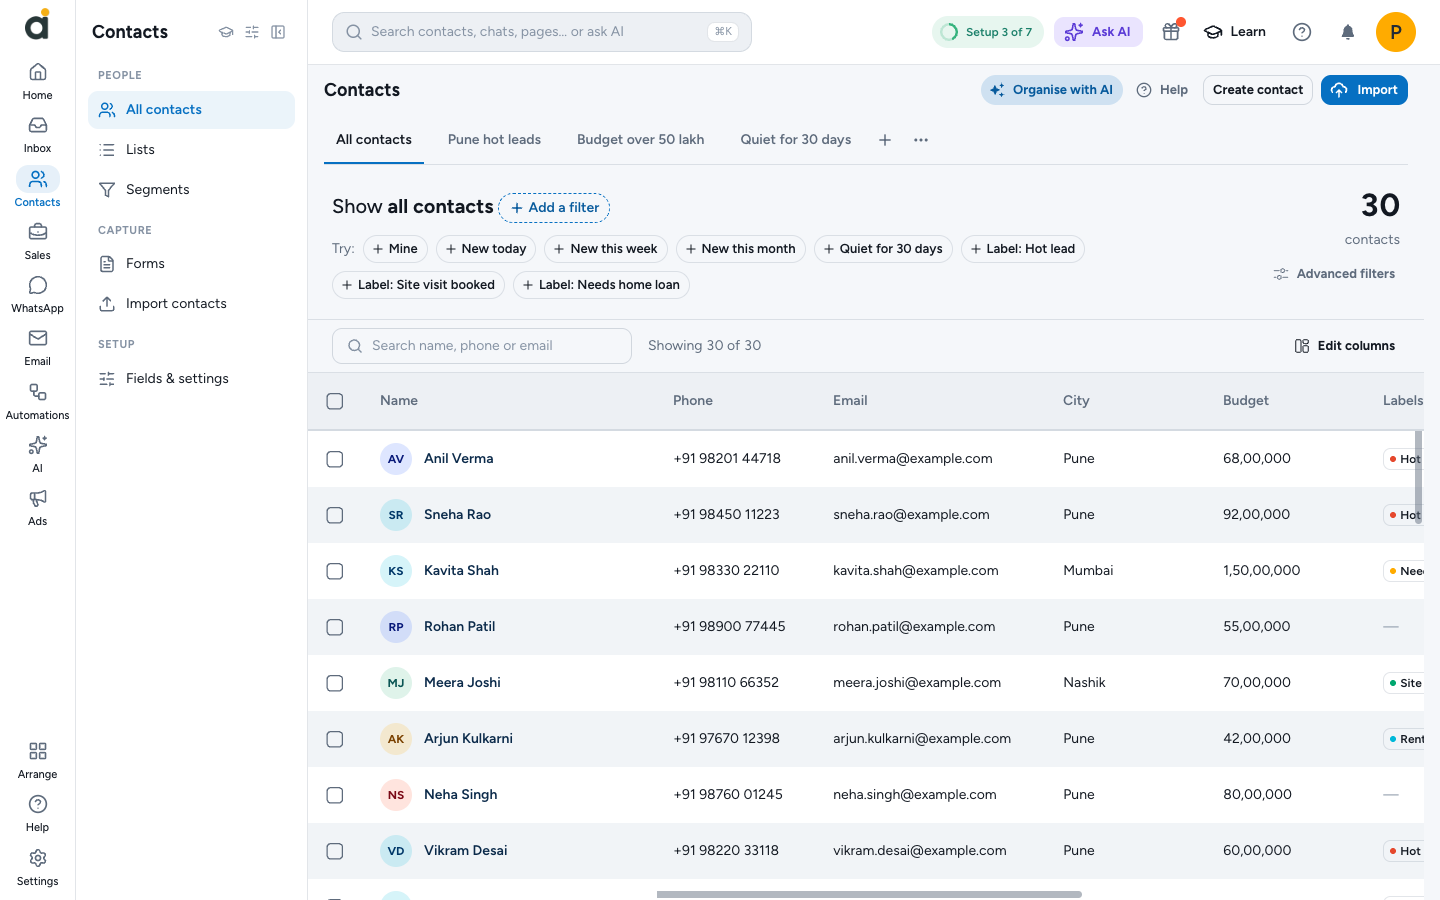 Home
Inbox
Contacts
Sales
WhatsApp
Email
Automations
AI
Ads
Arrange
Help
Settings
Contacts
PEOPLE
All contacts
Lists
Segments
CAPTURE
Forms
Import contacts
SETUP
Fields & settings
Search contacts, chats, pages... or ask AI ⌘K
Setup 3 of 7
Ask AI
Learn
P
Contacts
Organise with AI
Help
Create contact
Import
All contacts Pune hot leads Budget over 50 lakh Quiet for 30 days
Show all contacts + Add a filter
30
contacts
Try: + Mine + New today + New this week + New this month + Quiet for 30 days + Label: Hot lead
+ Label: Site visit booked + Label: Needs home loan
Advanced filters
Search name, phone or email
Showing 30 of 30
Edit columns
Name Phone Email City Budget Labels
AV Anil Verma +91 98201 44718 anil.verma@example.com Pune 68,00,000 Hot
SR Sneha Rao +91 98450 11223 sneha.rao@example.com Pune 92,00,000 Hot
KS Kavita Shah +91 98330 22110 kavita.shah@example.com Mumbai 1,50,00,000
RP Rohan Patil +91 98900 77445 rohan.patil@example.com Pune 55,00,000 —
MJ Meera Joshi +91 98110 66352 meera.joshi@example.com Nashik 70,00,000 Site
AK Arjun Kulkarni +91 97670 12398 arjun.kulkarni@example.com Pune 42,00,000 Rent
NS Neha Singh +91 98760 01245 neha.singh@example.com Pune 80,00,000 —
VD Vikram Desai +91 98220 33118 vikram.desai@example.com Pune 60,00,000 Hot